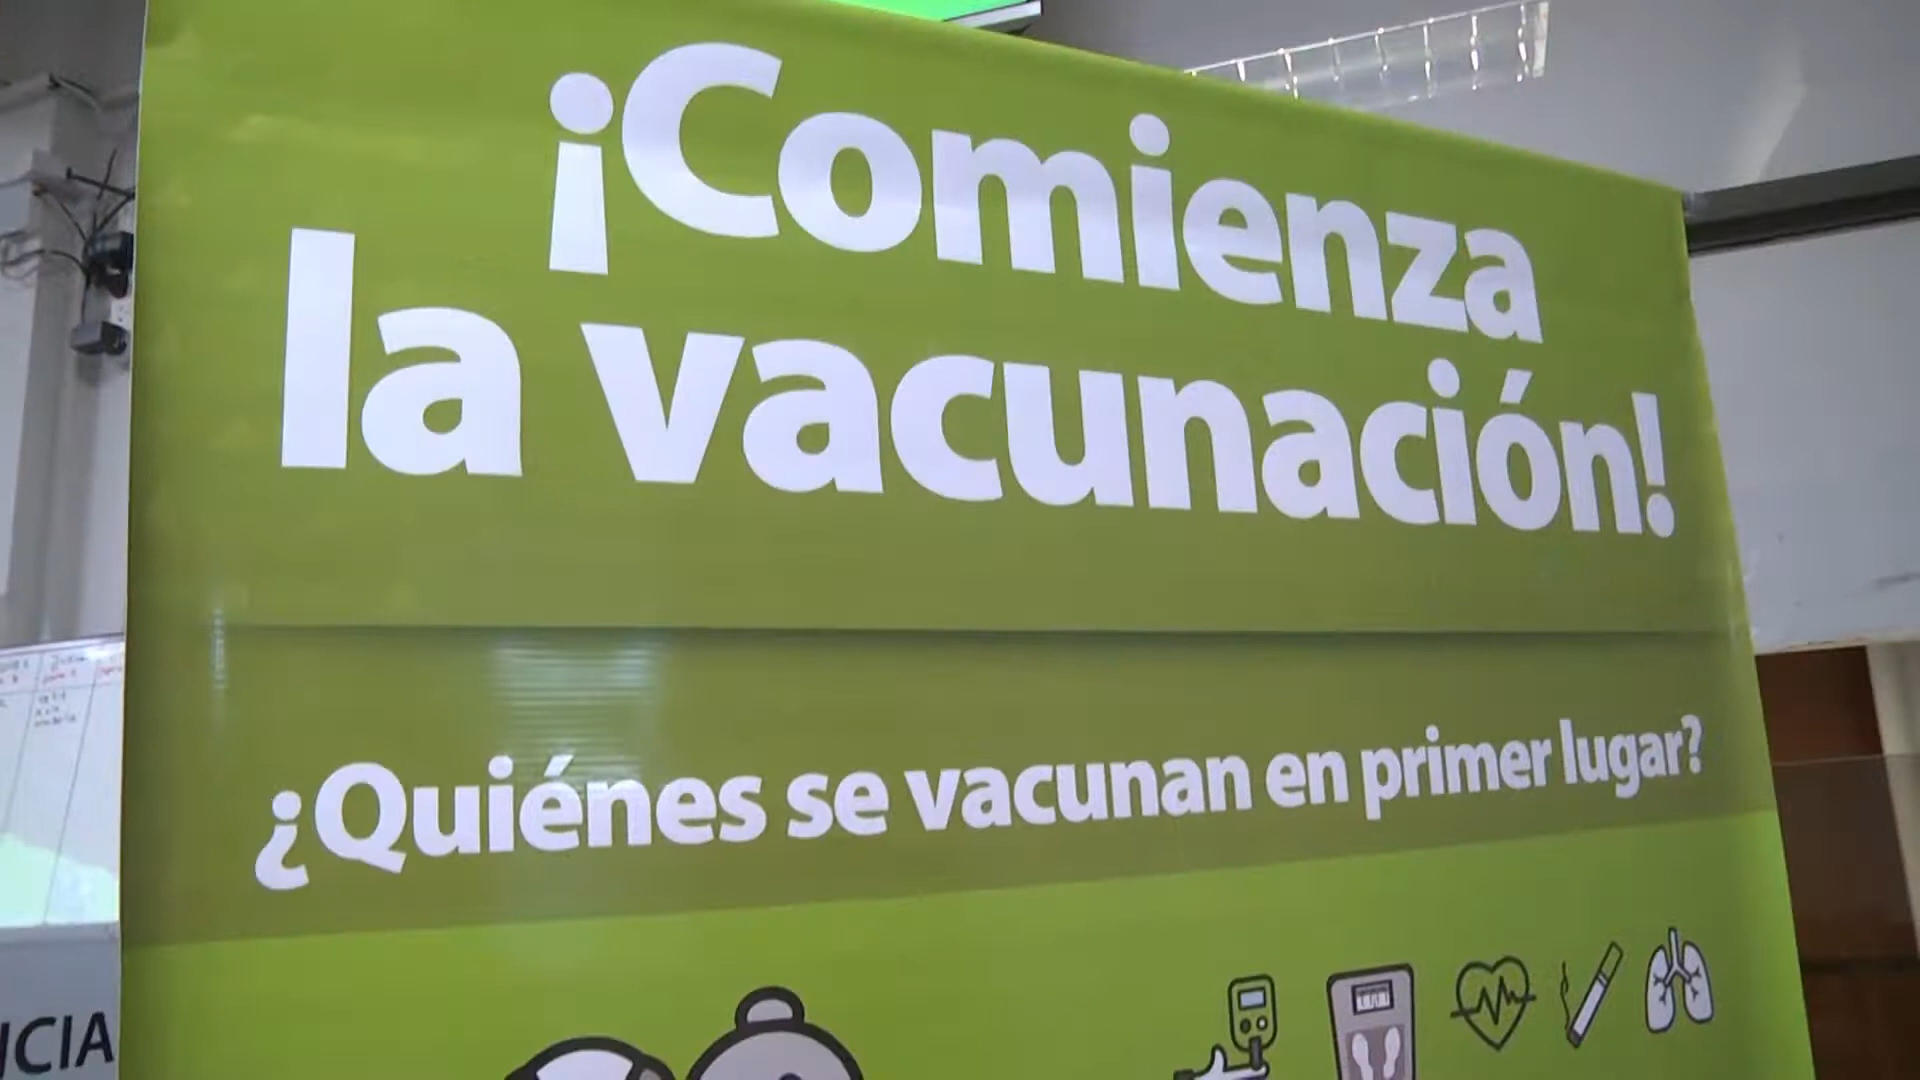 ¡Comienza
la vacunación!
¿Quiénes se vacunan en primer lugar?
ICIA